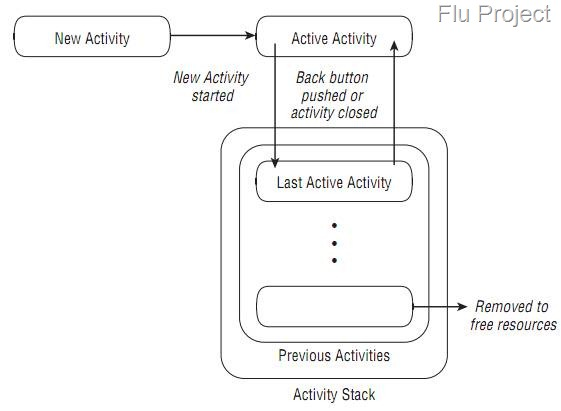 Flu Project
New Activity
Active Activity
New Activity
started
Back button
pushed or
activity closed
Last Active Activity
Removed to
free resources
Previous Activities
Activity Stack